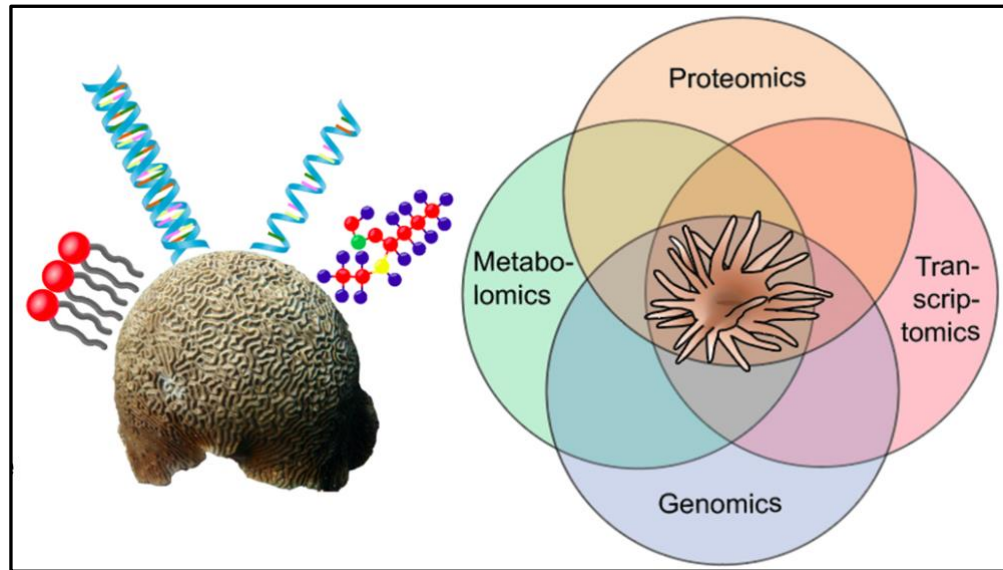 Proteomics
Metabo-
lomics
Tran-
scrip-
tomics
Genomics